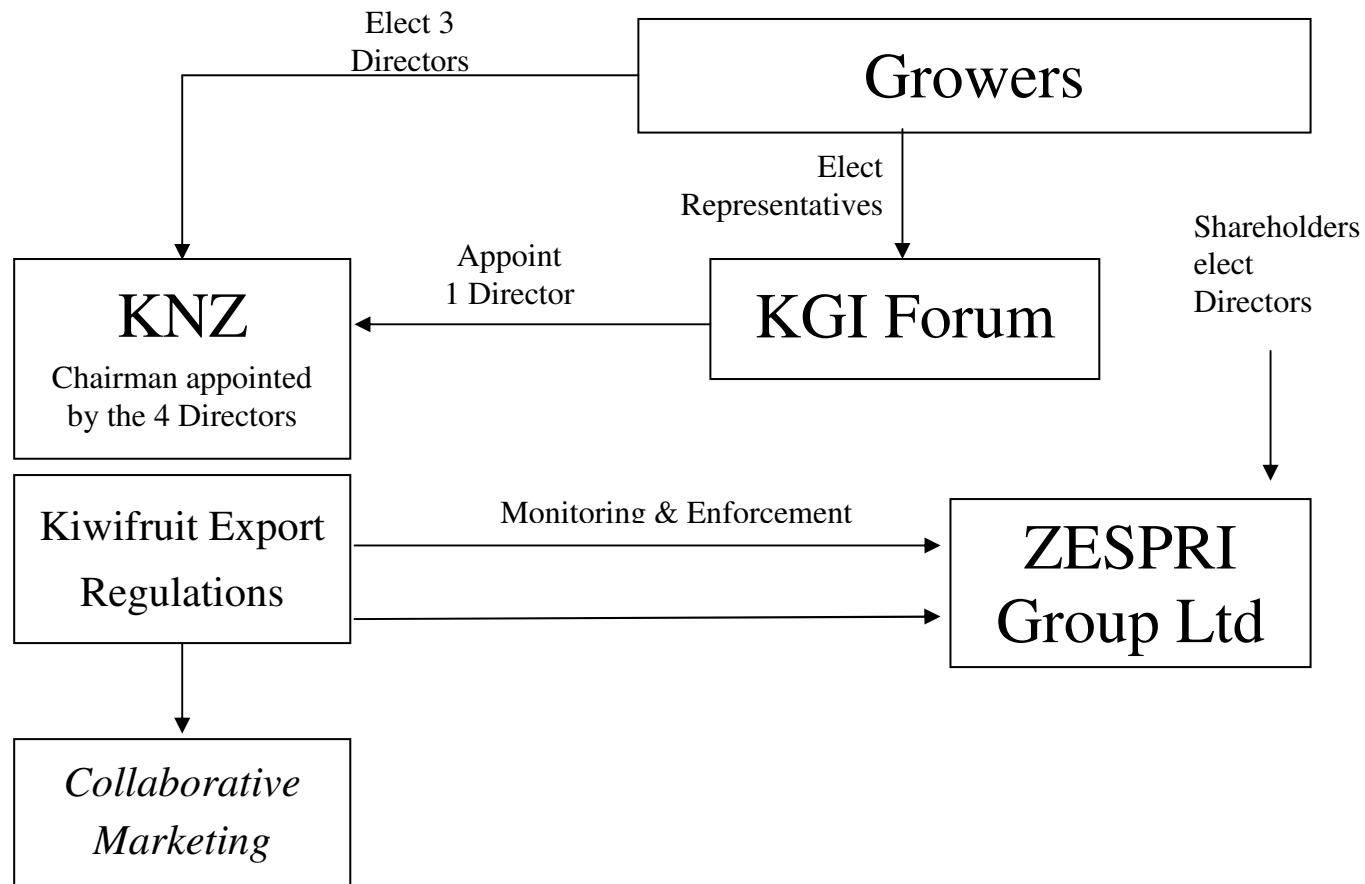 Elect 3
Directors
Growers
Elect
Representatives
Shareholders
elect
Directors
Appoint
1 Director
KNZ
Chairman appointed
by the 4 Directors
KGI Forum
Kiwifruit Export
Regulations
Monitoring & Enforcement
ZESPRI
Group Ltd
Collaborative
Marketing